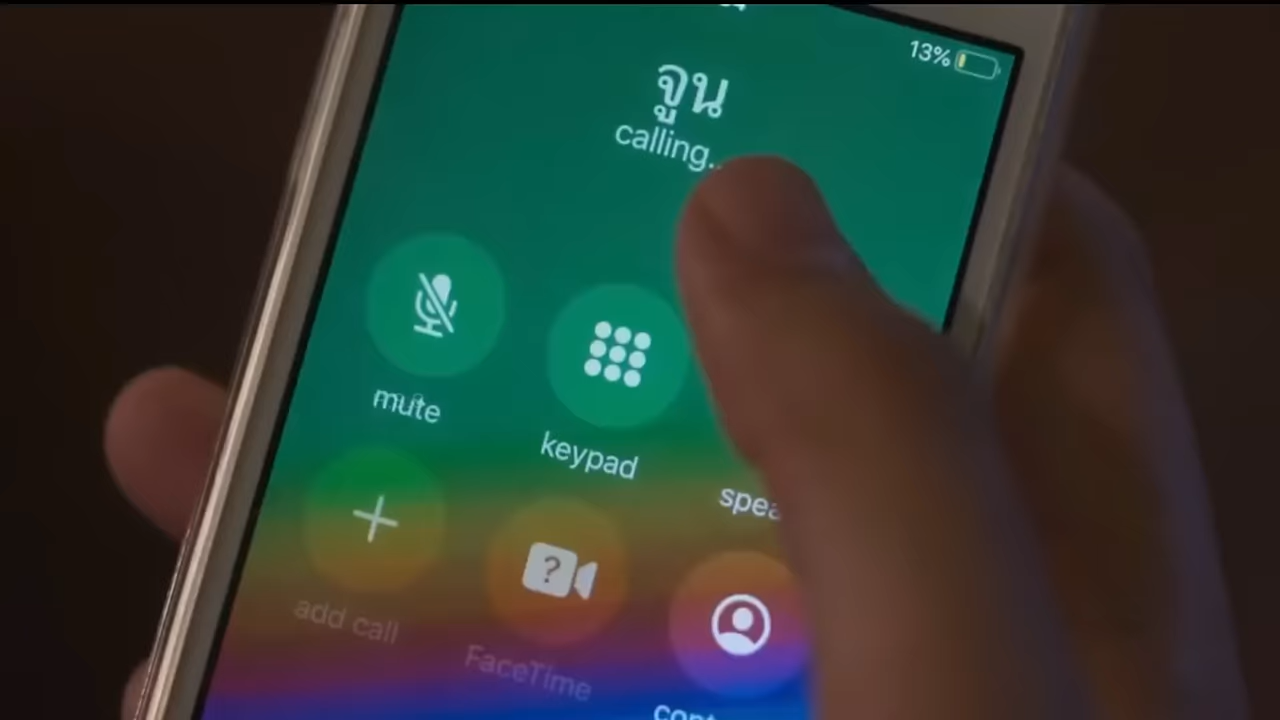 13%
จูน
calling..
mute
keypad
add call
FaceTime